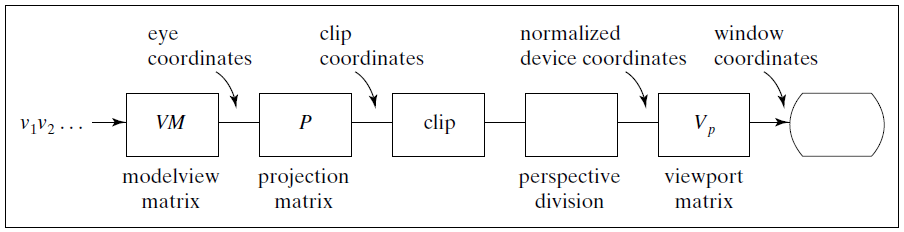 eye
coordinates
clip
coordinates
normalized
device coordinates
window
coordinates
v1v2 . . .
VM
P
clip
Vp
modelview
matrix
projection
matrix
perspective
division
viewport
matrix